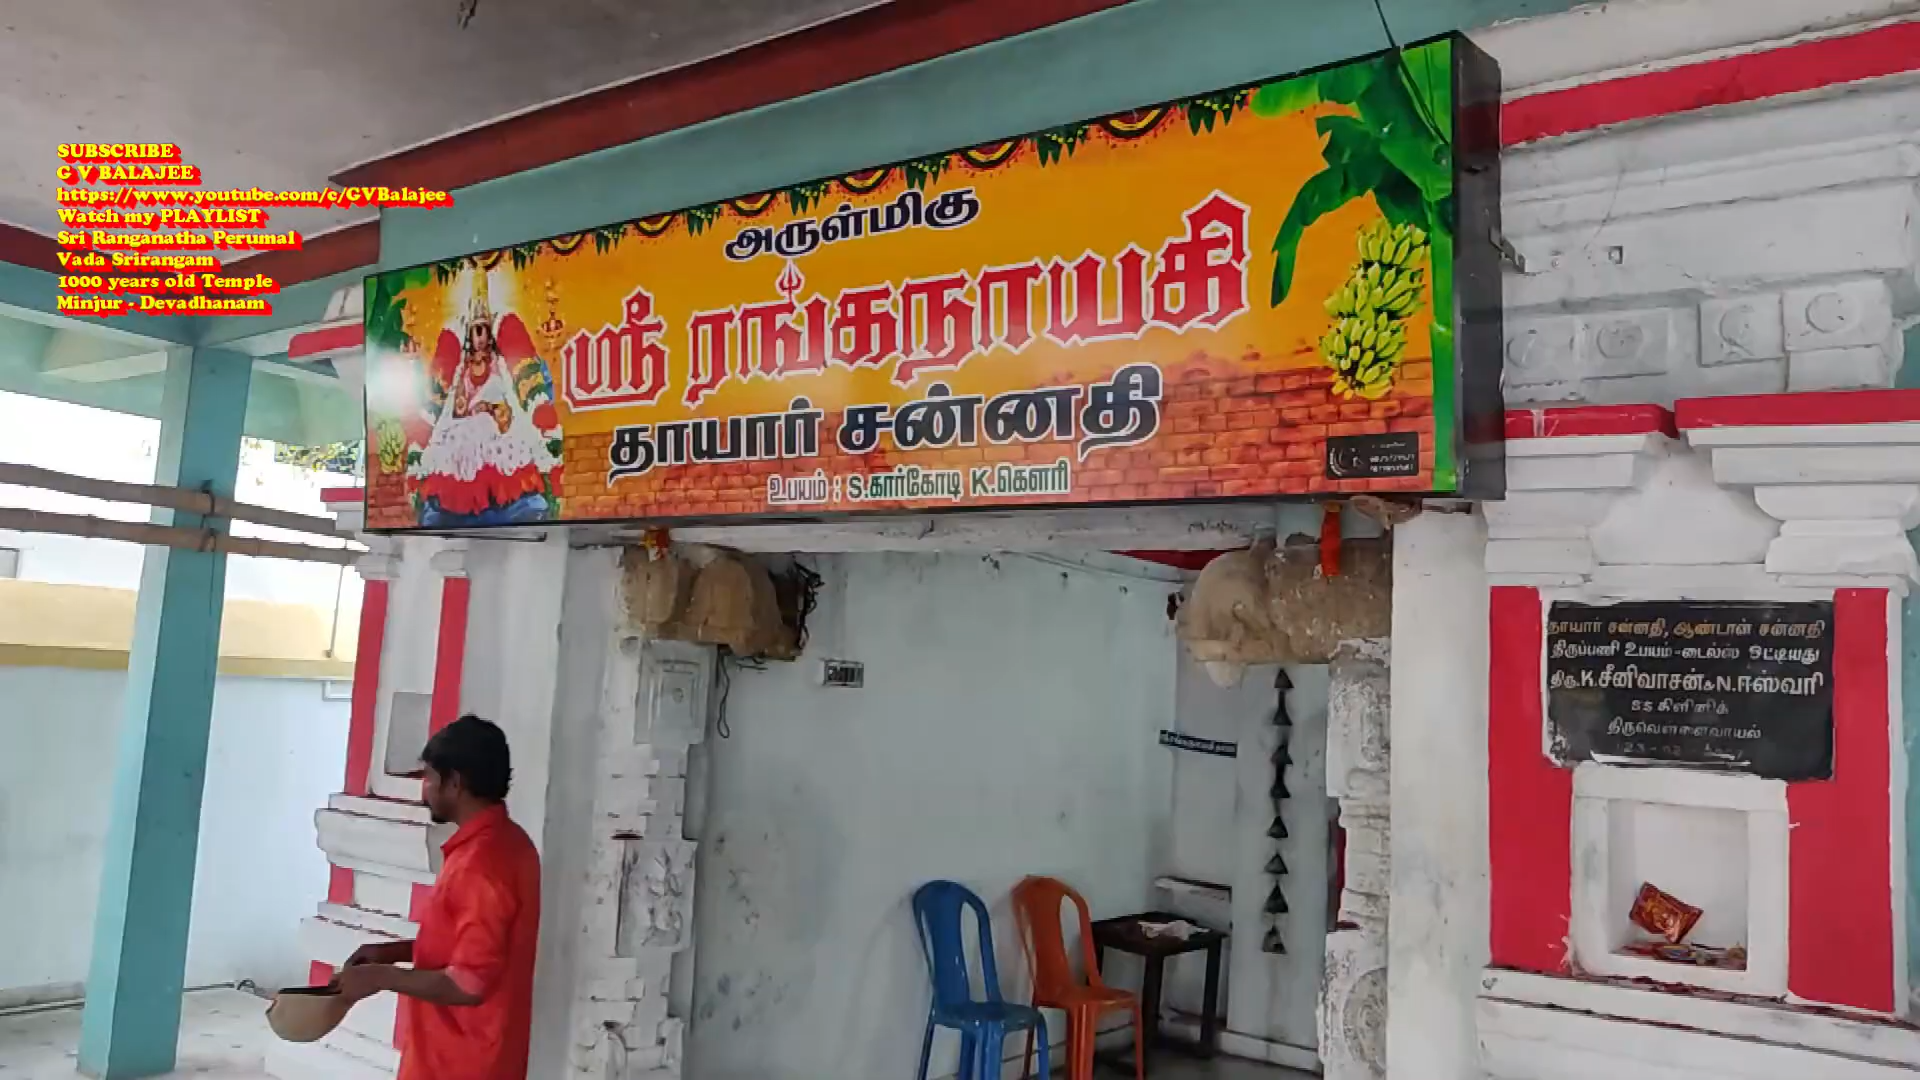 SUBSCRIBE
G V BALAJEE
https://www.youtube.com/c/GVBalajee
Watch my PLAYLIST
Sri Ranganatha Perumal
Vada Srirangam
1000 years old Temple
Minjur - Devadhanam
அருள்மிகு
ஸ்ரீ ரங்கநாயகி
தாயார் சன்னதி
உபயம் : S.கார்கோடி K.கௌரி
தாயார் சன்னதி, ஆண்டாள் சன்னதி
திருப்பணி உபயம்-டைல்ஸ் ஒட்டியது
திரு.K.சீனிவாசன்&N.ஈஸ்வரி
SS கிளினிக்
திருவெள்ளைவாயல்